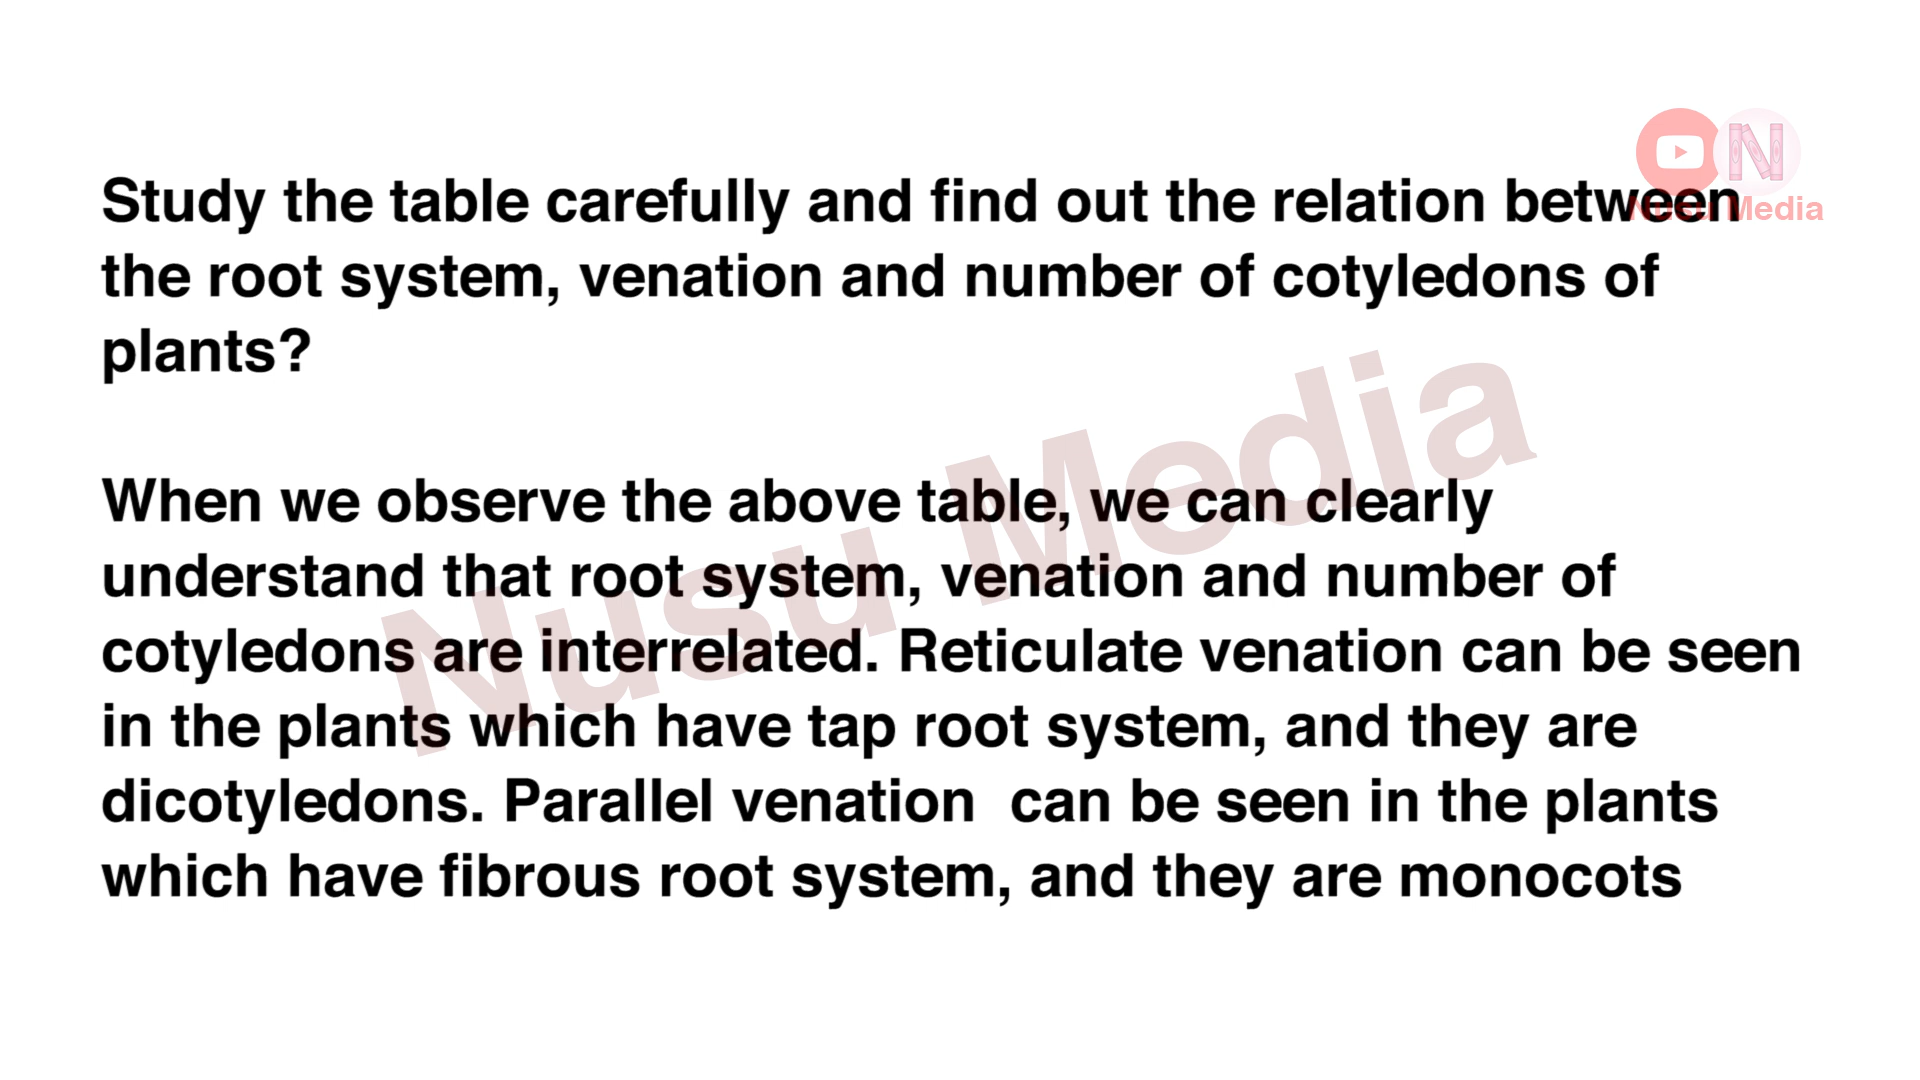 Nusu Media
Study the table carefully and find out the relation between
the root system, venation and number of cotyledons of
plants?
When we observe the above table, we can clearly
understand that root system, venation and number of
cotyledons are interrelated. Reticulate venation can be seen
in the plants which have tap root system, and they are
dicotyledons. Parallel venation  can be seen in the plants
which have fibrous root system, and they are monocots
Nusu Media